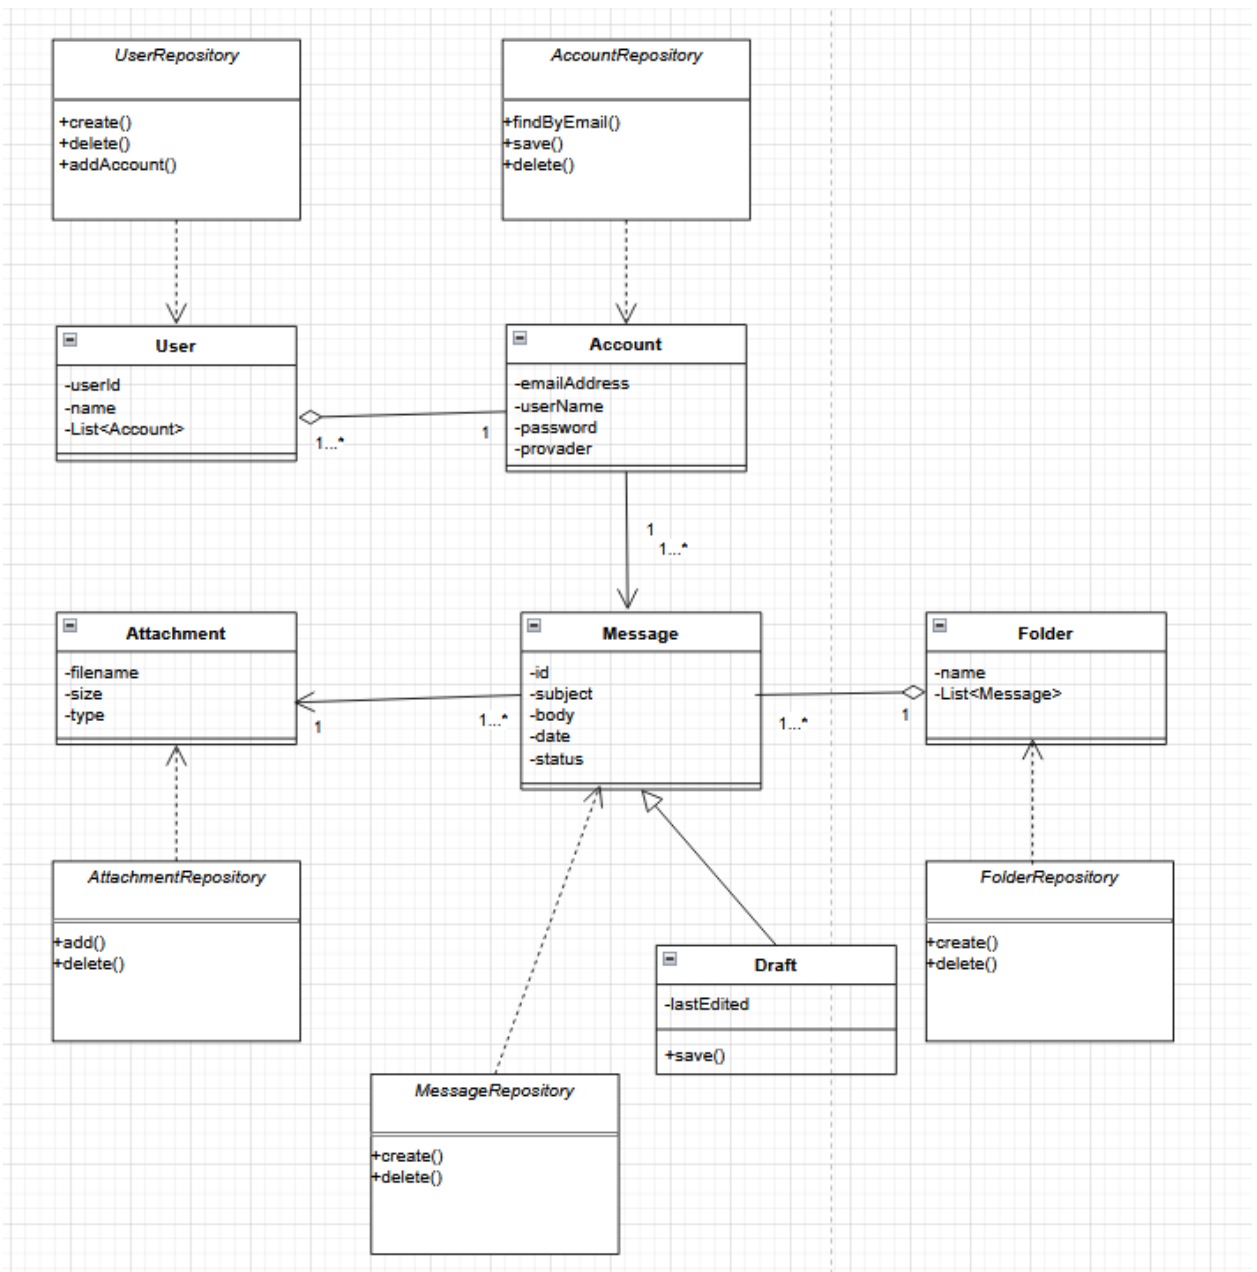 UserRepository
+create()
+delete()
+addAccount()
AccountRepository
+findByEmail()
+save()
+delete()
User
-userId
-name
-List<Account>
1...*
1
Account
-emailAddress
-userName
-password
-provader
1
1...*
Attachment
-filename
-size
-type
1
1...*
Message
-id
-subject
-body
-date
-status
1...*
1
Folder
-name
-List<Message>
AttachmentRepository
+add()
+delete()
Draft
-lastEdited
+save()
FolderRepository
+create()
+delete()
MessageRepository
+create()
+delete()